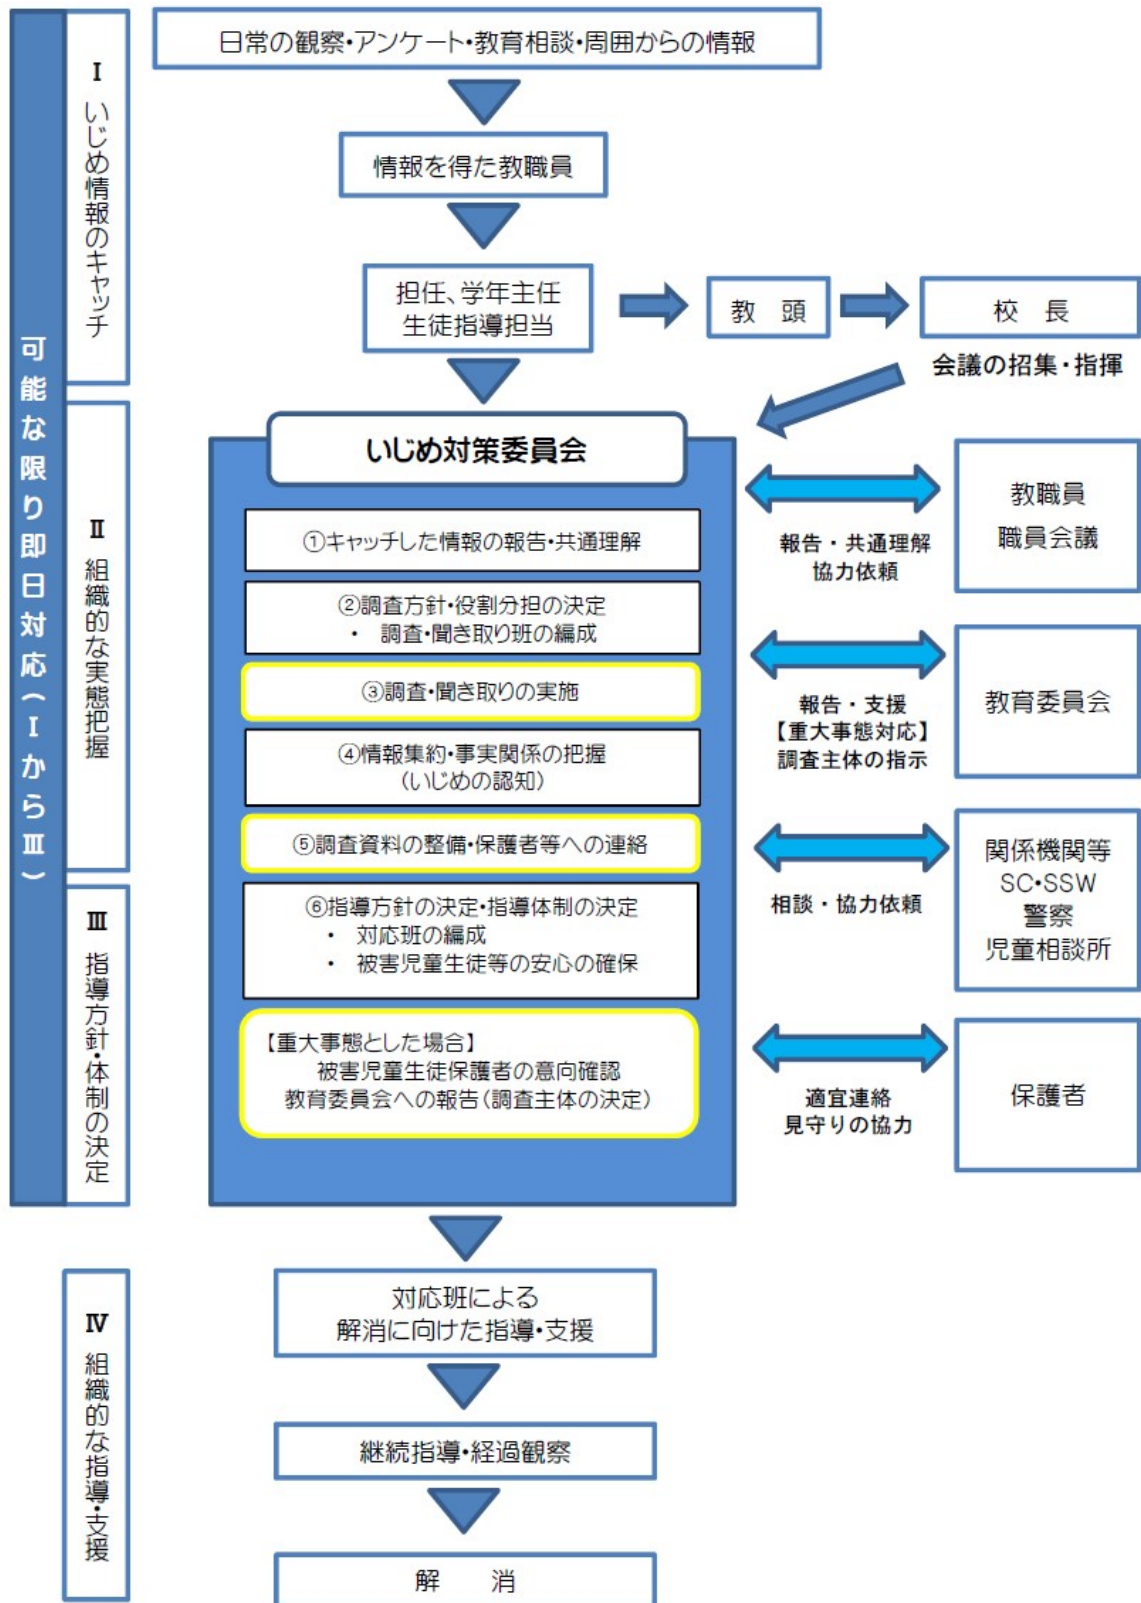 可能な限り即日対応(ⅠからⅢ)
Ⅰ いじめ情報のキャッチ
日常の観察・アンケート・教育相談・周囲からの情報
情報を得た教職員
担任、学年主任
生徒指導担当
教 頭
校 長
会議の招集・指揮
Ⅱ 組織的な実態把握
いじめ対策委員会
①キャッチした情報の報告・共通理解
②調査方針・役割分担の決定
・ 調査・聞き取り班の編成
③調査・聞き取りの実施
④情報集約・事実関係の把握
(いじめの認知)
⑤調査資料の整備・保護者等への連絡
Ⅲ 指導方針・体制の決定
⑥指導方針の決定・指導体制の決定
・ 対応班の編成
・ 被害児童生徒等の安心の確保
【重大事態とした場合】
被害児童生徒保護者の意向確認
教育委員会への報告(調査主体の決定)
報告・共通理解
協力依頼
教職員
職員会議
報告・支援
【重大事態対応】
調査主体の指示
教育委員会
相談・協力依頼
関係機関等
SC・SSW
警察
児童相談所
適宜連絡
見守りの協力
保護者
Ⅳ 組織的な指導・支援
対応班による
解消に向けた指導・支援
継続指導・経過観察
解 消